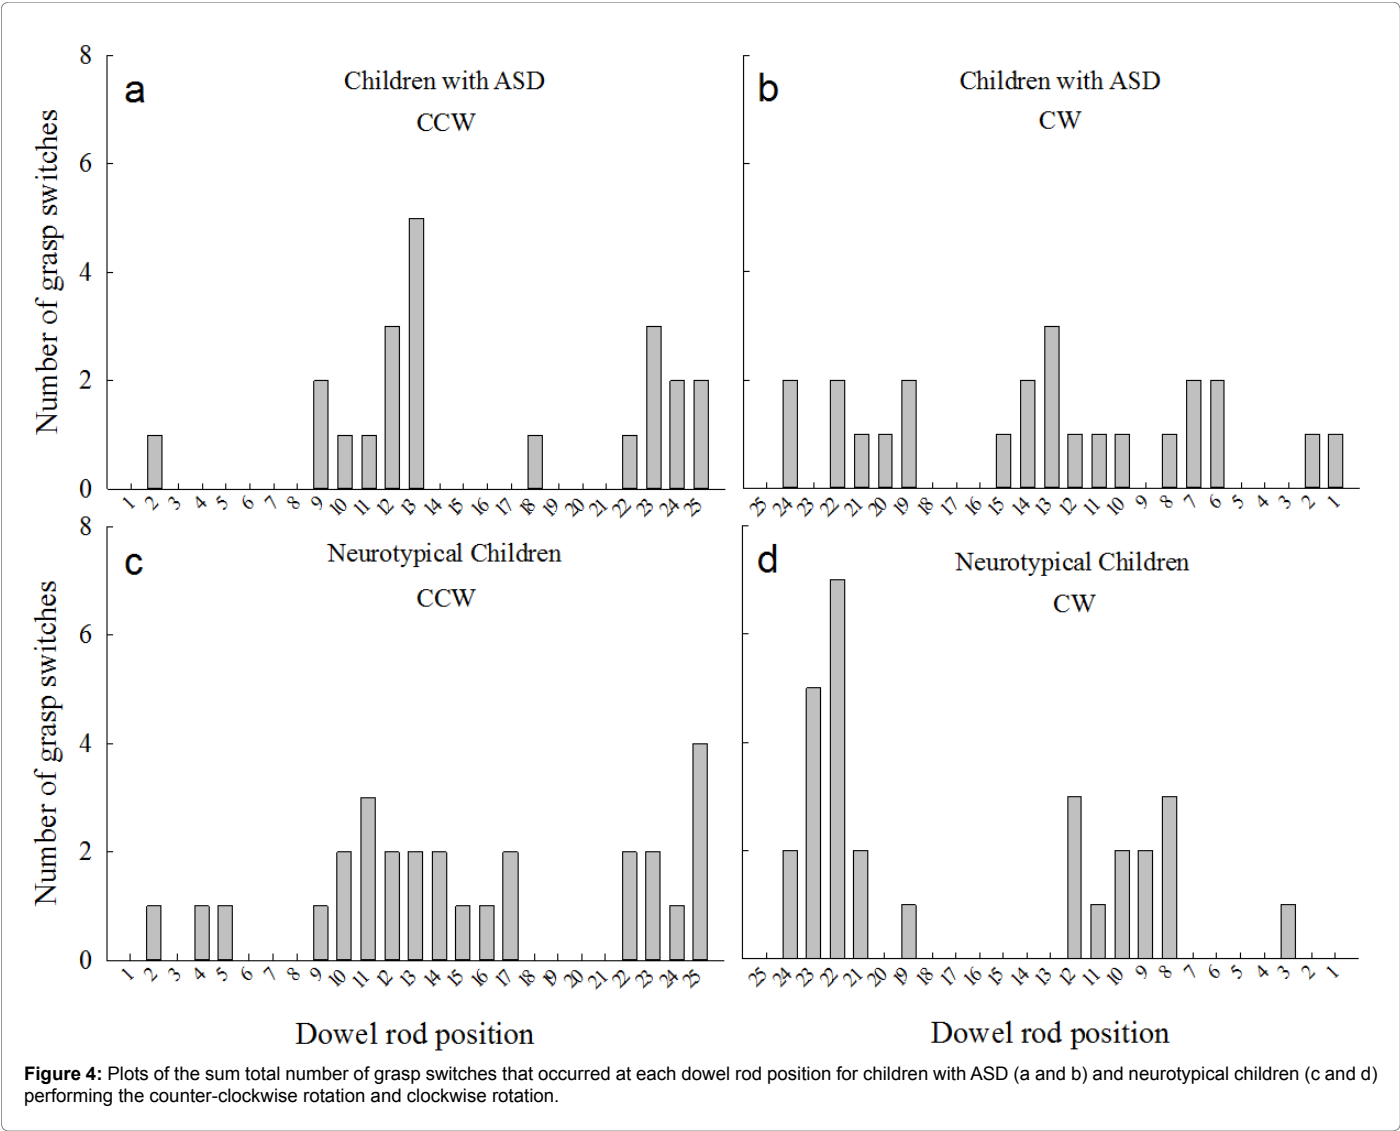 a
Children with ASD
CCW
Number of grasp switches
8
6
4
2
0
1 2 3 4 5 6 7 8 9 10 11 12 13 14 15 16 17 18 19 20 21 22 23 24 25
b
Children with ASD
CW
25 24 23 22 21 20 19 18 17 16 15 14 13 12 11 10 9 8 7 6 5 4 3 2 1
c
Neurotypical Children
CCW
Number of grasp switches
8
6
4
2
0
1 2 3 4 5 6 7 8 9 10 11 12 13 14 15 16 17 18 19 20 21 22 23 24 25
Dowel rod position
d
Neurotypical Children
CW
25 24 23 22 21 20 19 18 17 16 15 14 13 12 11 10 9 8 7 6 5 4 3 2 1
Dowel rod position
Figure 4: Plots of the sum total number of grasp switches that occurred at each dowel rod position for children with ASD (a and b) and neurotypical children (c and d)
performing the counter-clockwise rotation and clockwise rotation.